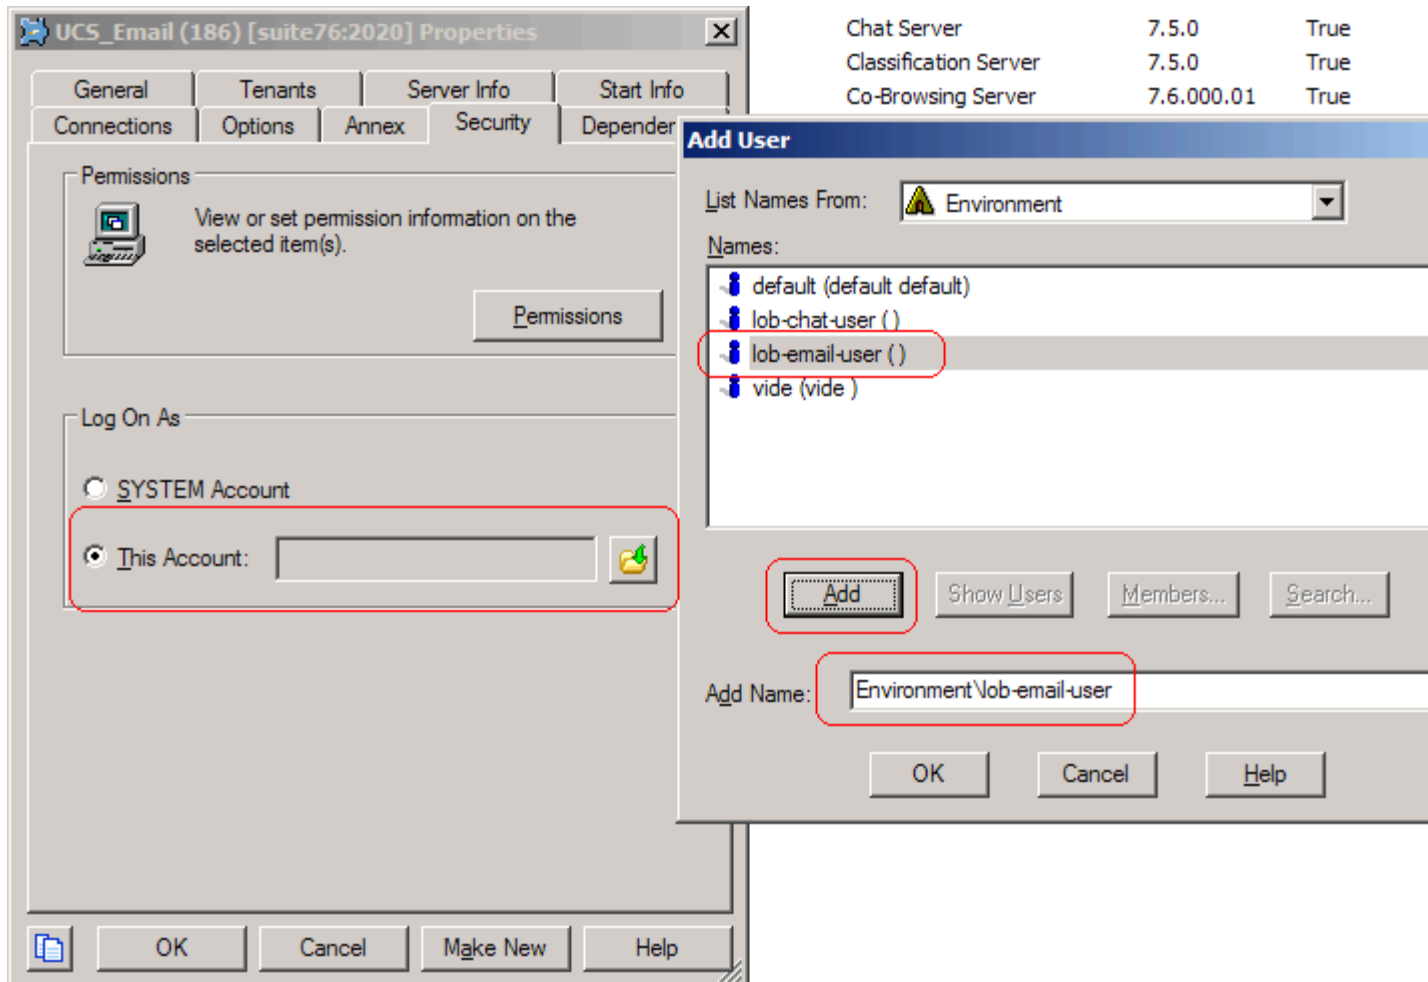 UCS_Email (186) [suite76:2020] Properties
General Tenants Server Info Start Info
Connections Options Annex Security Depender
Permissions
View or set permission information on the
selected item(s).
Permissions
Log On As
SYSTEM Account
This Account:
OK Cancel Make New Help
Chat Server 7.5.0 True
Classification Server 7.5.0 True
Co-Browsing Server 7.6.000.01 True
Add User
List Names From: Environment
Names:
default (default default)
lob-chat-user ( )
lob-email-user ( )
vide (vide )
Add Show Users Members... Search...
Add Name: Environment\lob-email-user
OK Cancel Help